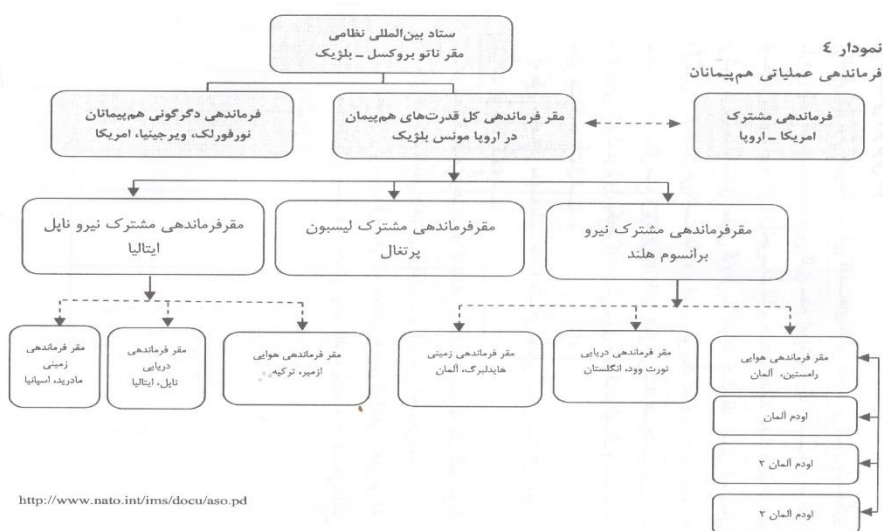 نمودار ٤
فرماندهی عملیاتی هم‌پیمانان
ستاد بین‌المللی نظامی
مقر ناتو بروکسل ـ بلژیک
فرماندهی مشترک
امریکا ـ اروپا
مقر فرماندهی کل قدرت‌های هم‌پیمان
در اروپا مونس بلژیک
فرماندهی دگرگونی هم‌پیمانان
نورفورلک، ویرجینیا، امریکا
مقرفرماندهی مشترک نیرو
برانسوم هلند
مقرفرماندهی مشترک لیسبون
پرتغال
مقرفرماندهی مشترک نیرو ناپل
ایتالیا
مقر فرماندهی هوایی
رامستین، آلمان
مقر فرماندهی دریایی
نورت وود، انگلستان
مقر فرماندهی زمینی
هایدلبرگ، آلمان
مقر فرماندهی هوایی
ازمیر، ترکیه
مقر فرماندهی
دریایی
ناپل، ایتالیا
مقر فرماندهی
زمینی
مادرید، اسپانیا
اودم آلمان
اودم آلمان ۲
اودم آلمان ۲
http://www.nato.int/ims/docu/aso.pd